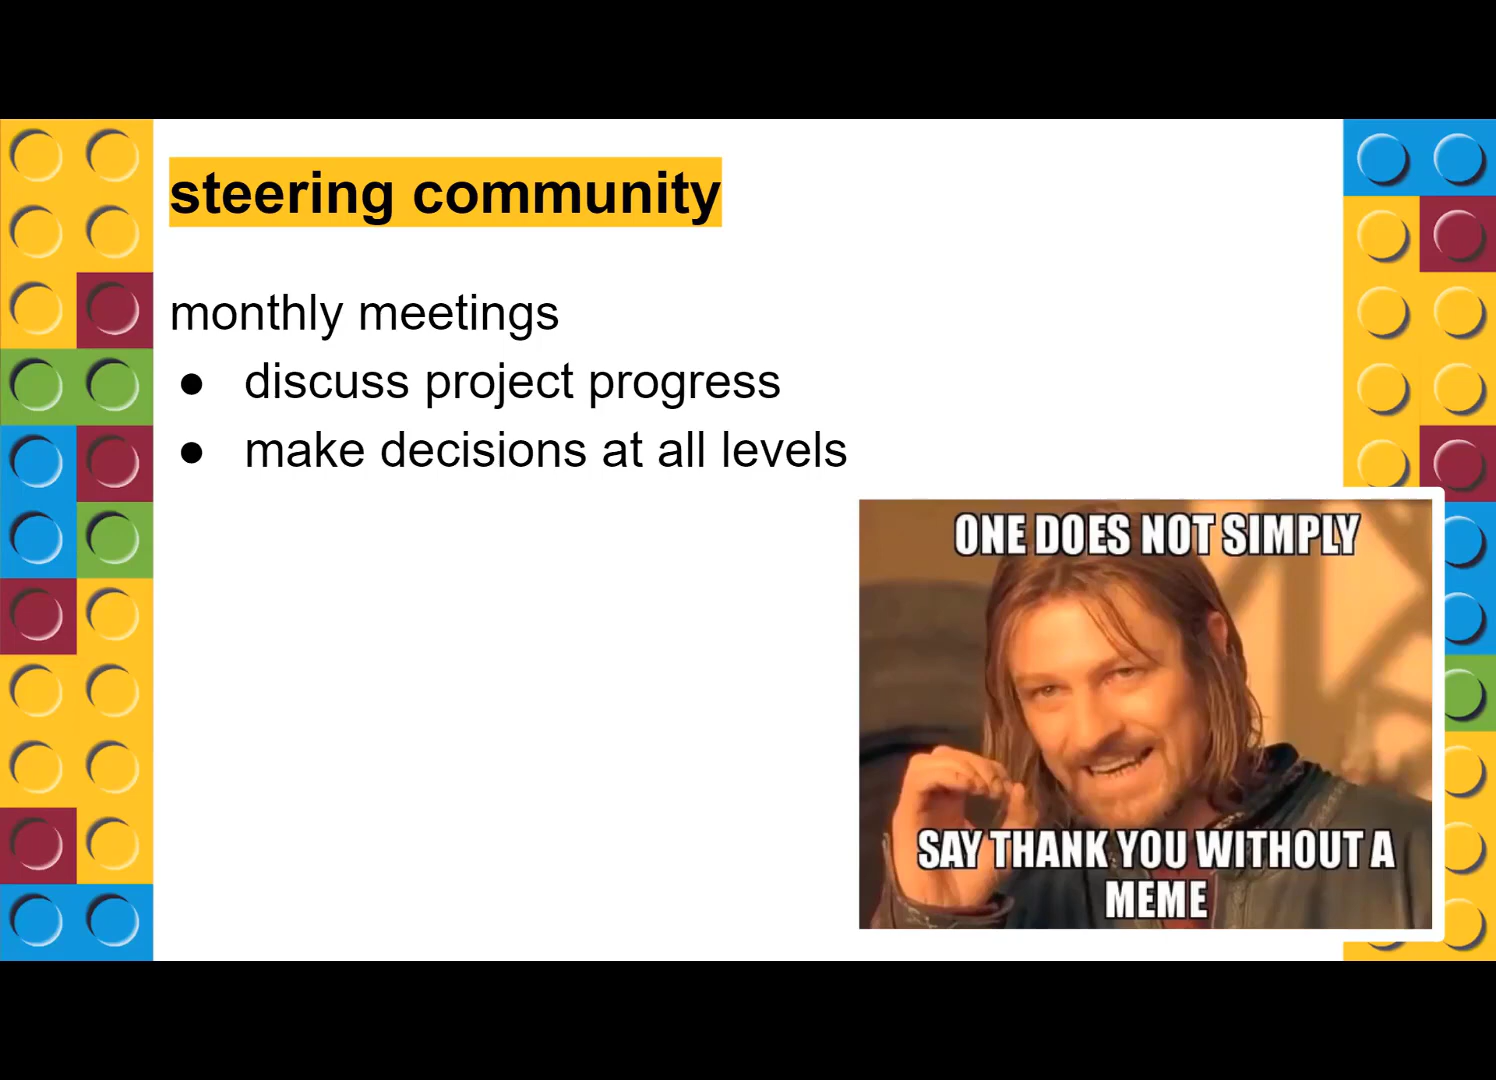 steering community
monthly meetings
● discuss project progress
● make decisions at all levels
ONE DOES NOT SIMPLY
SAY THANK YOU WITHOUT A
MEME